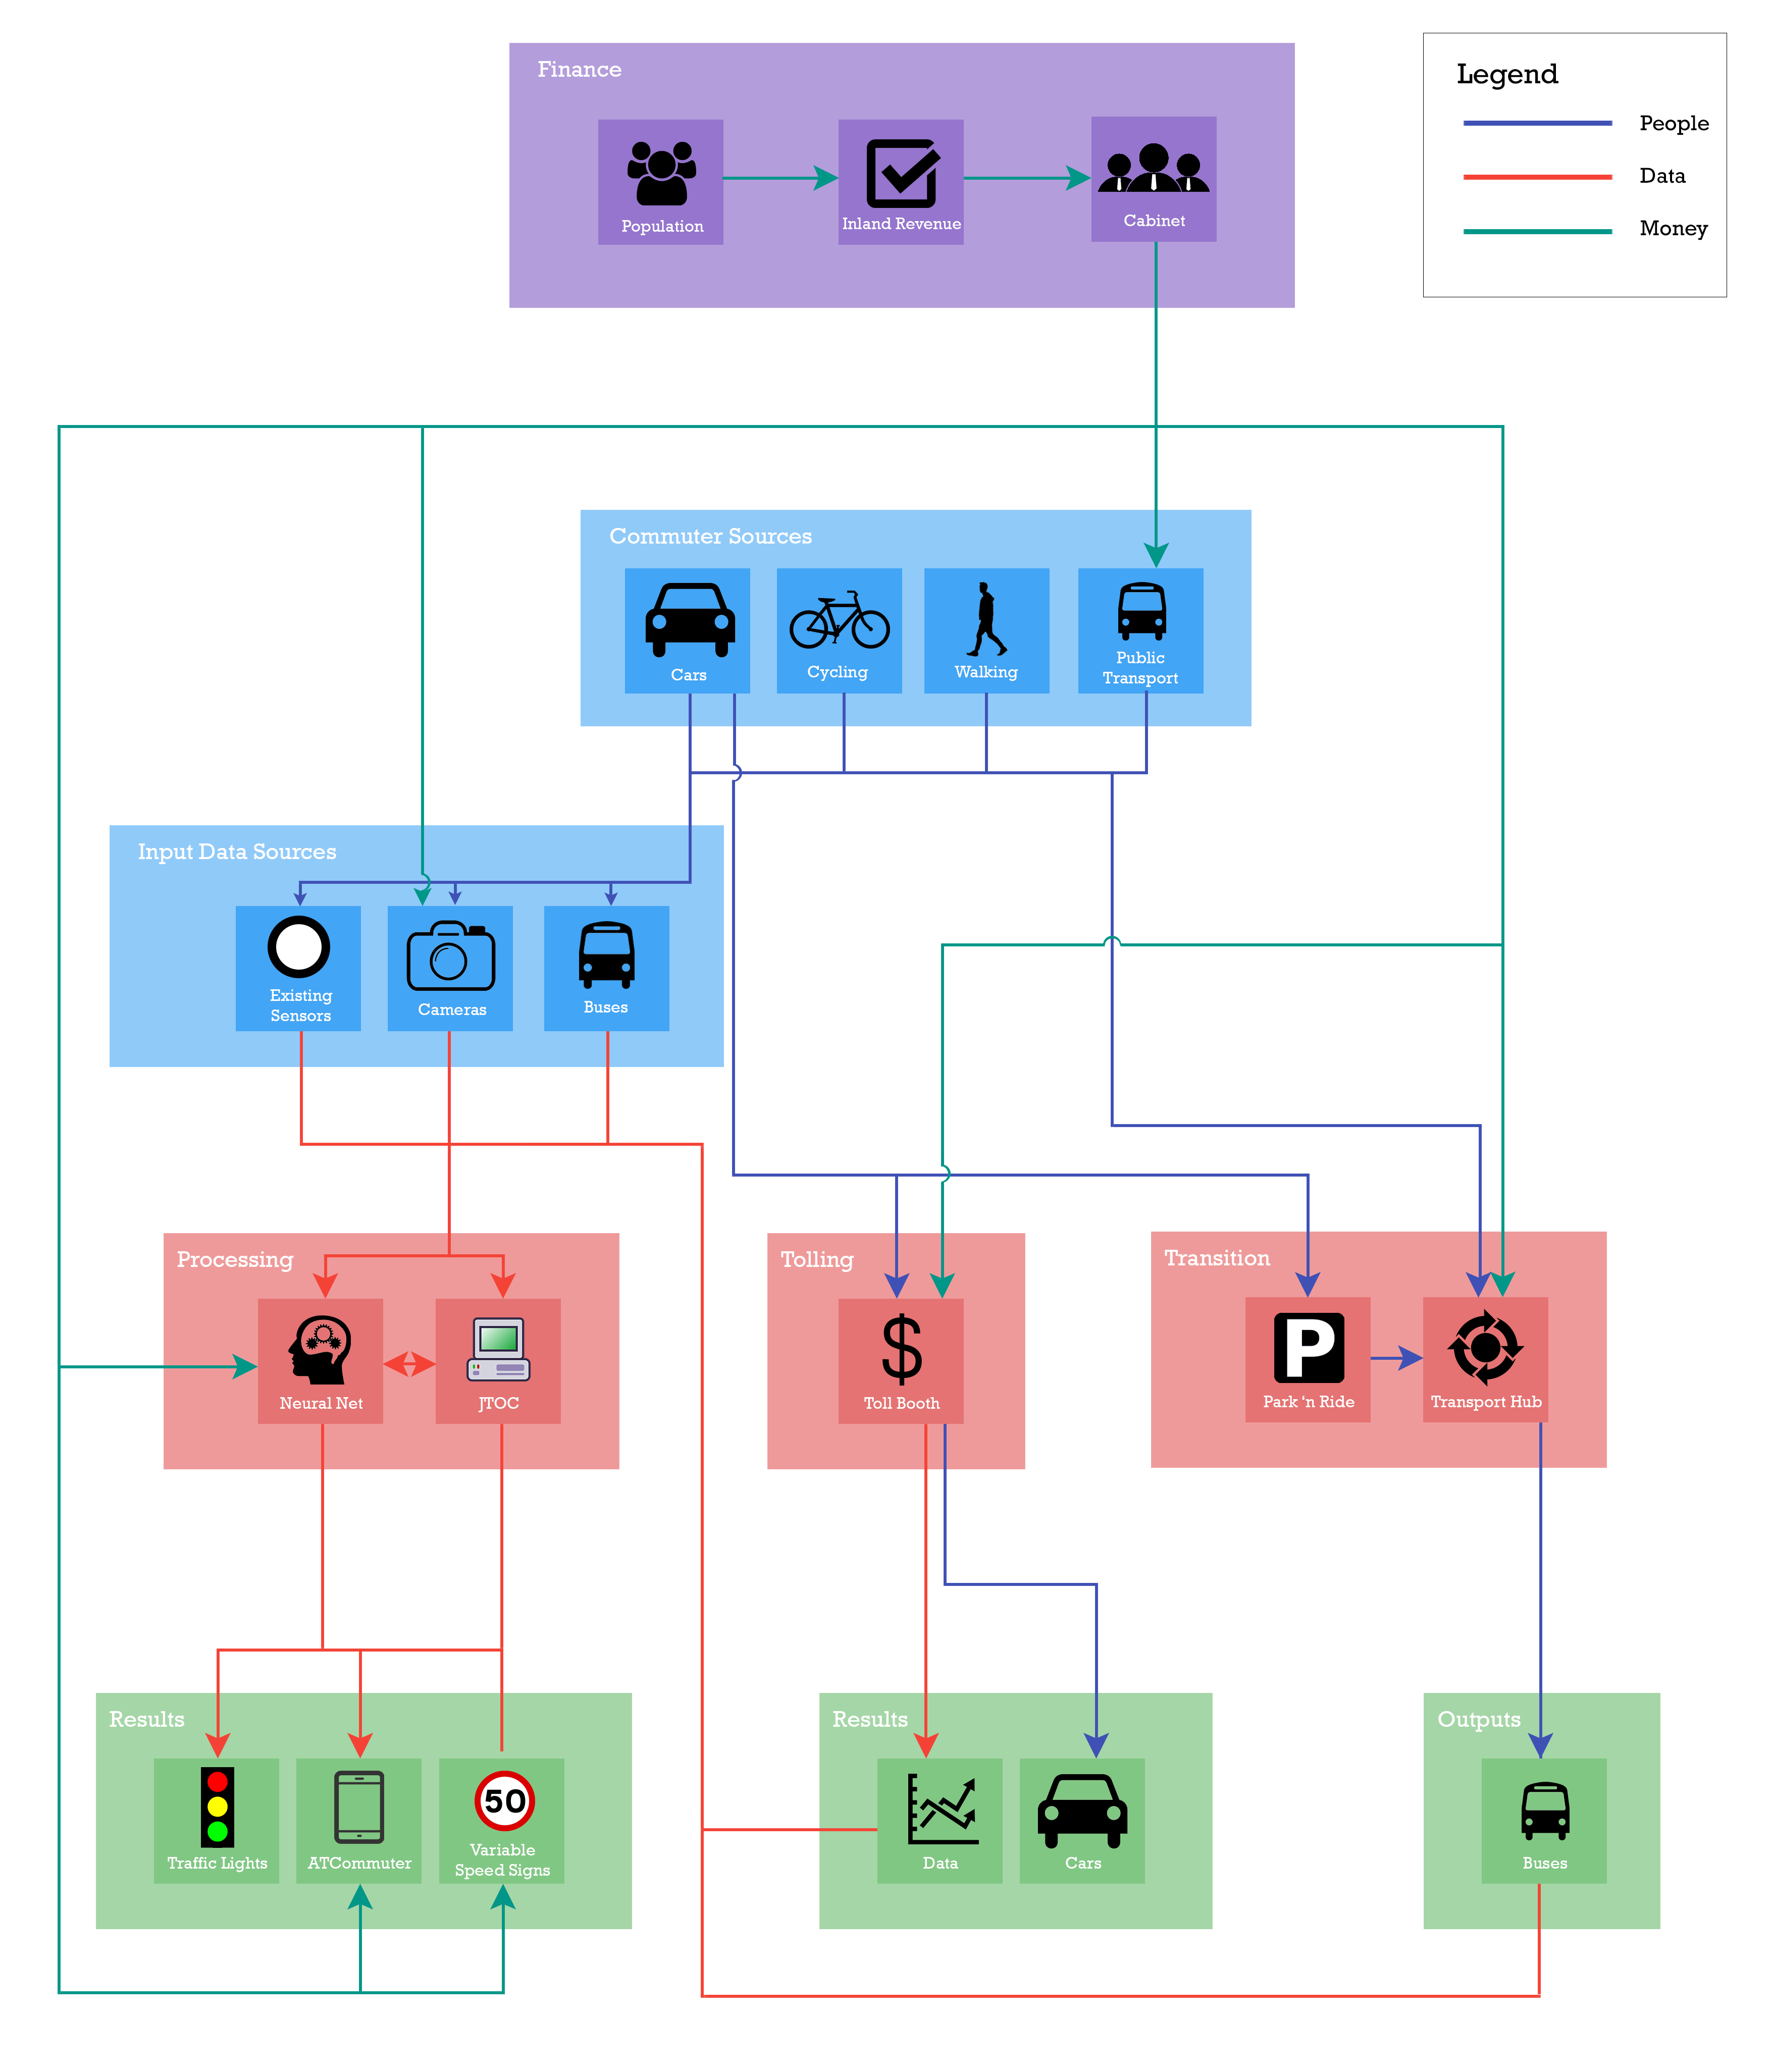 Finance
Legend
People
Data
Money
Population
Inland Revenue
Cabinet
Commuter Sources
Cars
Cycling
Walking
Public
Transport
Input Data Sources
Existing
Sensors
Cameras
Buses
Processing
Neural Net
JTOC
Tolling
$
Toll Booth
Transition
P
Park ‘n Ride
Transport Hub
Results
Traffic Lights
ATCommuter
50
Variable
Speed Signs
Results
Data
Cars
Outputs
Buses